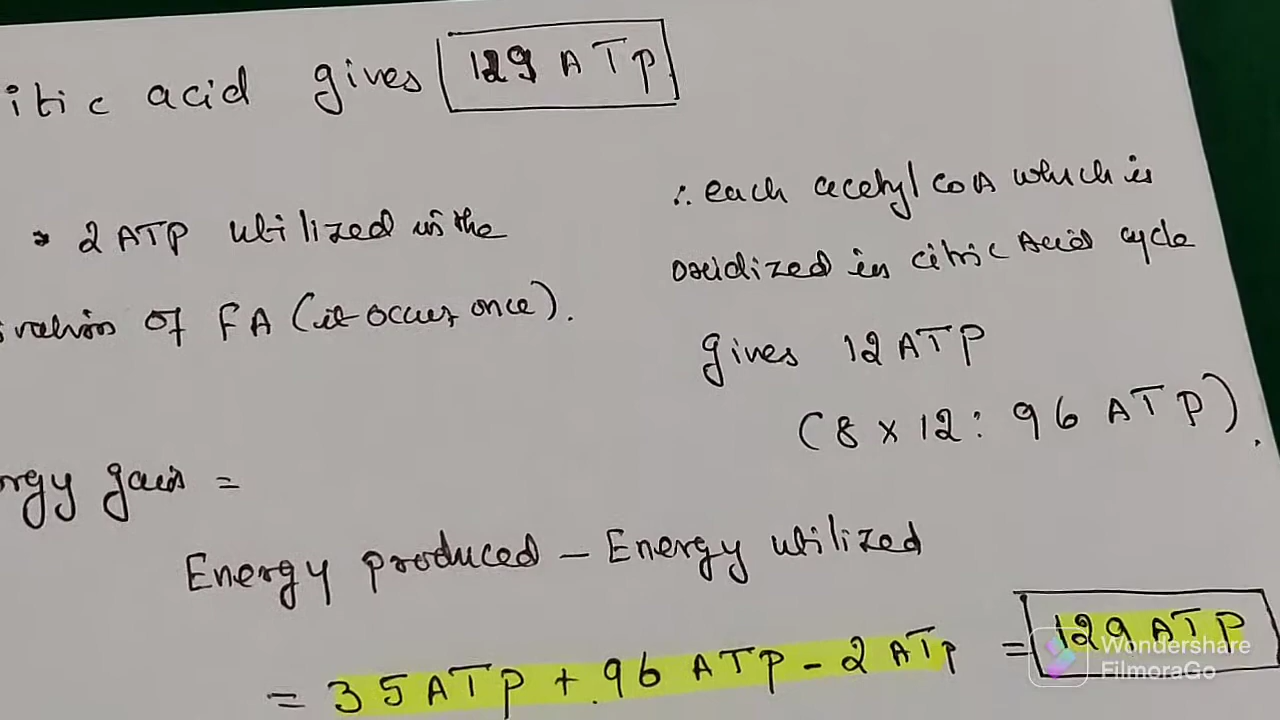 itic acid gives 129 ATP
* 2 ATP utilized in the
vation of FA (it occurs once).
∴ each acetyl coA which is
oxidized in citric Acid cycle
gives 12 ATP
(8 x 12 : 96 ATP).
rgy gain =
Energy produced - Energy utilized
= 35 ATP + 96 ATP - 2 ATP = 129 ATP
Wondershare
FilmoraGo